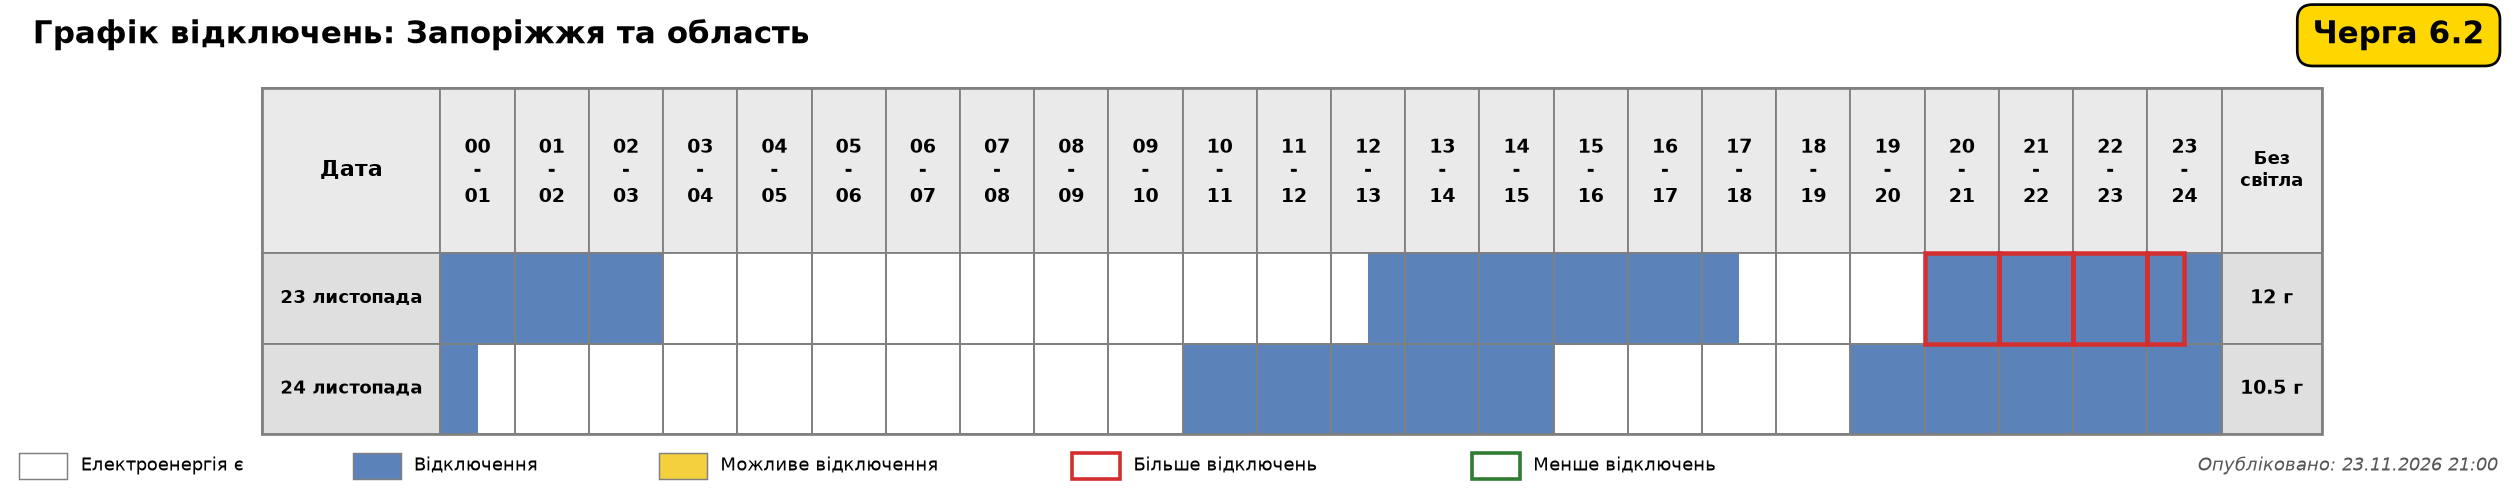 Графік відключень: Запоріжжя та область
Черга 6.2
Дата
00 - 01
01 - 02
02 - 03
03 - 04
04 - 05
05 - 06
06 - 07
07 - 08
08 - 09
09 - 10
10 - 11
11 - 12
12 - 13
13 - 14
14 - 15
15 - 16
16 - 17
17 - 18
18 - 19
19 - 20
20 - 21
21 - 22
22 - 23
23 - 24
Без
світла
23 листопада
12 г
24 листопада
10.5 г
Електроенергія є
Відключення
Можливе відключення
Більше відключень
Менше відключень
Опубліковано: 23.11.2026 21:00